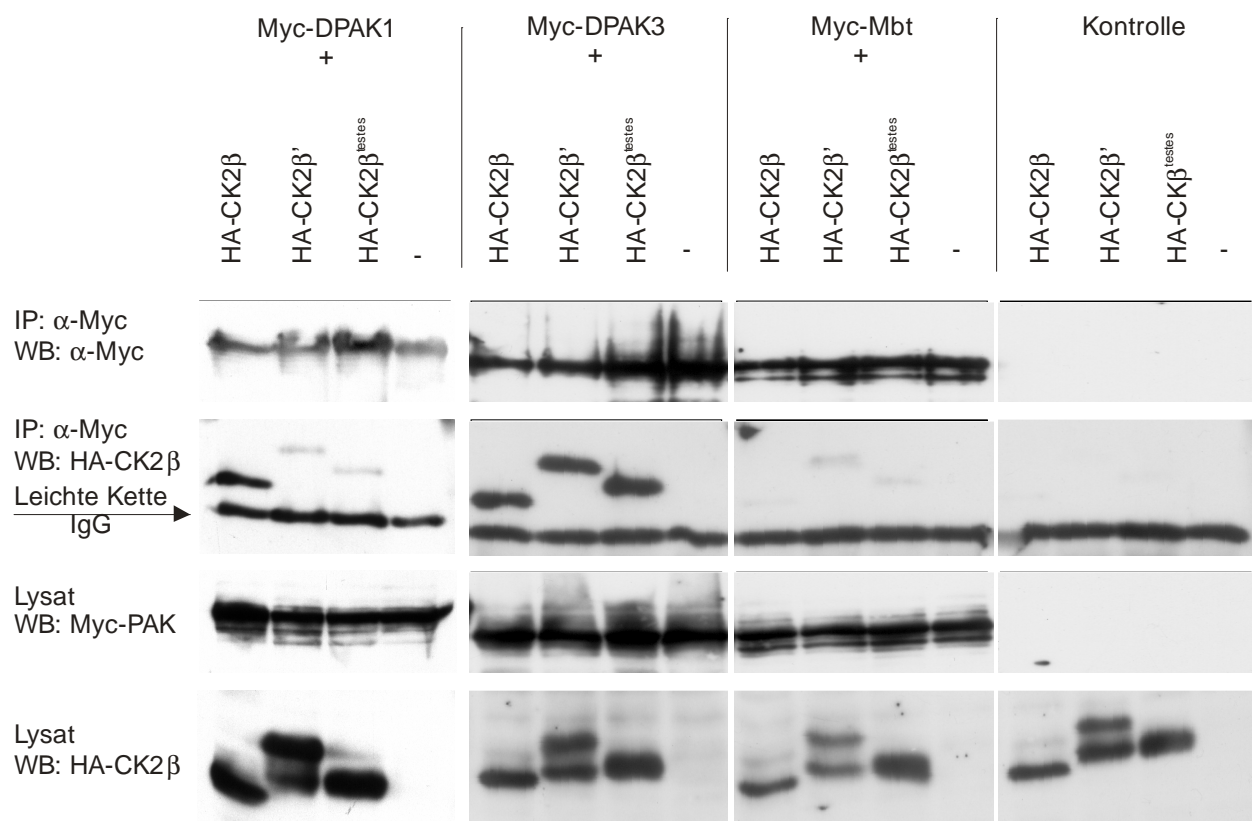 Myc-DPAK1
+
Myc-DPAK3
+
Myc-Mbt
+
Kontrolle
HA-CK2β
HA-CK2β’
HA-CK2βtestes
-
HA-CK2β
HA-CK2β’
HA-CK2βtestes
-
HA-CK2β
HA-CK2β’
HA-CK2βtestes
-
HA-CK2β
HA-CK2β’
HA-CKβtestes
-
IP: α-Myc
WB: α-Myc
IP: α-Myc
WB: HA-CK2β
Leichte Kette
IgG
Lysat
WB: Myc-PAK
Lysat
WB: HA-CK2β